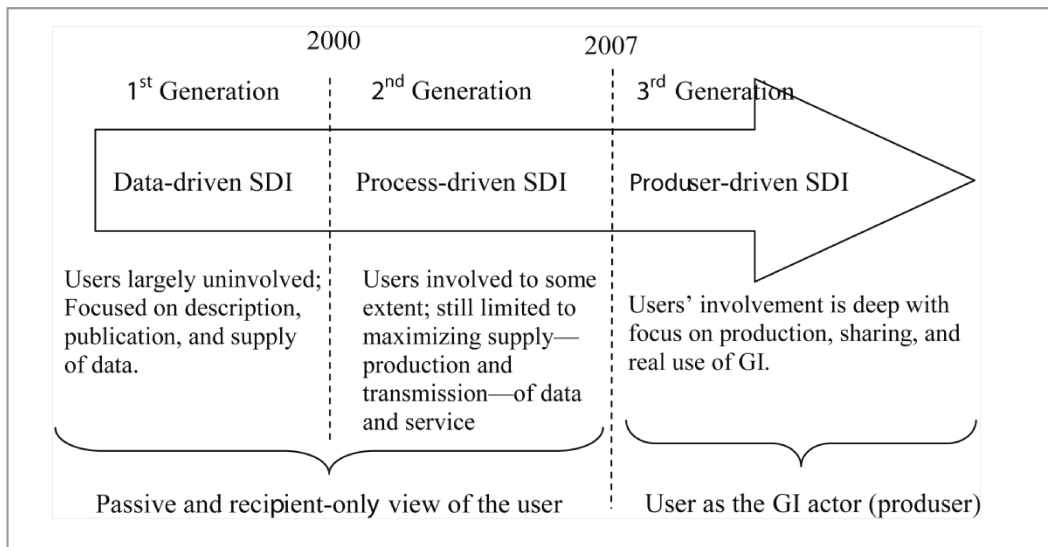 2000
2007
1st Generation
2nd Generation
3rd Generation
Data-driven SDI
Process-driven SDI
Produser-driven SDI
Users largely uninvolved;
Focused on description,
publication, and supply
of data.
Users involved to some
extent; still limited to
maximizing supply—
production and
transmission—of data
and service
Users’ involvement is deep with
focus on production, sharing, and
real use of GI.
Passive and recipient-only view of the user
User as the GI actor (produser)